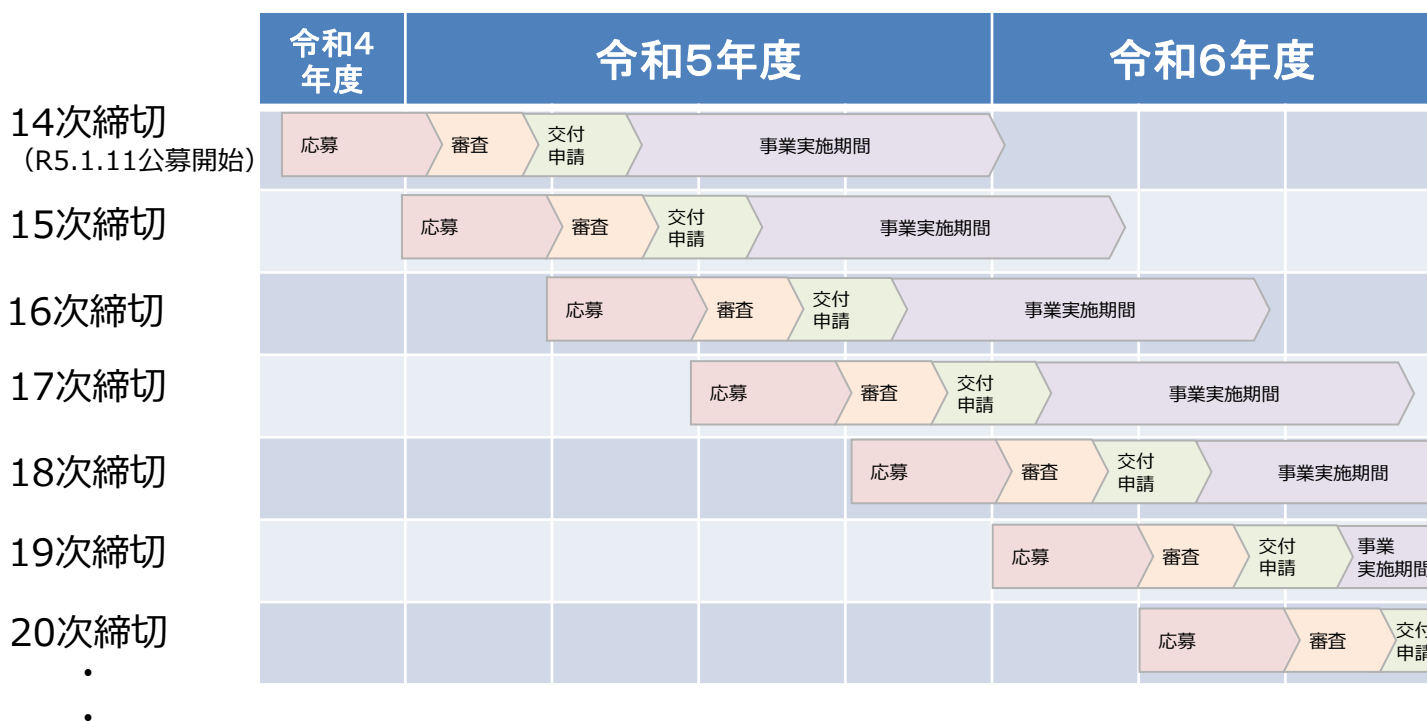 令和4
年度
令和5年度
令和6年度
14次締切
（R5.1.11公募開始）
応募
審査
交付
申請
事業実施期間
15次締切
応募
審査
交付
申請
事業実施期間
16次締切
応募
審査
交付
申請
事業実施期間
17次締切
応募
審査
交付
申請
事業実施期間
18次締切
応募
審査
交付
申請
事業実施期間
19次締切
応募
審査
交付
申請
事業
実施期間
20次締切
応募
審査
交付
申請
・
・